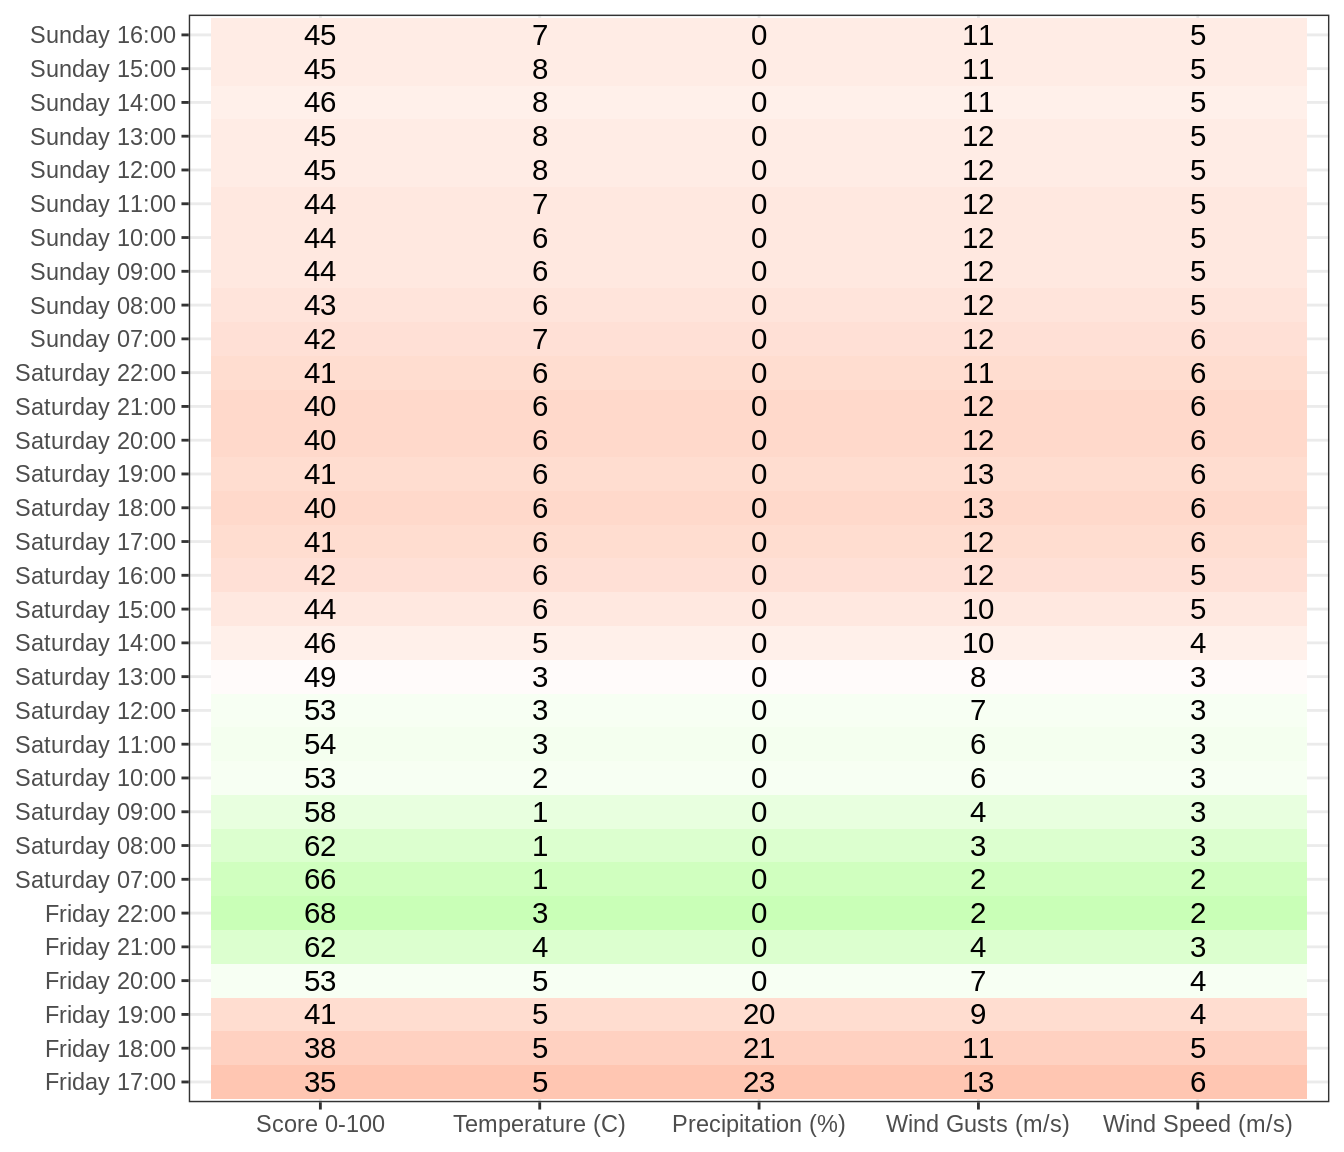 Sunday 16:00 45 7 0 11 5
Sunday 15:00 45 8 0 11 5
Sunday 14:00 46 8 0 11 5
Sunday 13:00 45 8 0 12 5
Sunday 12:00 45 8 0 12 5
Sunday 11:00 44 7 0 12 5
Sunday 10:00 44 6 0 12 5
Sunday 09:00 44 6 0 12 5
Sunday 08:00 43 6 0 12 5
Sunday 07:00 42 7 0 12 6
Saturday 22:00 41 6 0 11 6
Saturday 21:00 40 6 0 12 6
Saturday 20:00 40 6 0 12 6
Saturday 19:00 41 6 0 13 6
Saturday 18:00 40 6 0 13 6
Saturday 17:00 41 6 0 12 6
Saturday 16:00 42 6 0 12 5
Saturday 15:00 44 6 0 10 5
Saturday 14:00 46 5 0 10 4
Saturday 13:00 49 3 0 8 3
Saturday 12:00 53 3 0 7 3
Saturday 11:00 54 3 0 6 3
Saturday 10:00 53 2 0 6 3
Saturday 09:00 58 1 0 4 3
Saturday 08:00 62 1 0 3 3
Saturday 07:00 66 1 0 2 2
Friday 22:00 68 3 0 2 2
Friday 21:00 62 4 0 4 3
Friday 20:00 53 5 0 7 4
Friday 19:00 41 5 20 9 4
Friday 18:00 38 5 21 11 5
Friday 17:00 35 5 23 13 6
Score 0-100 Temperature (C) Precipitation (%) Wind Gusts (m/s) Wind Speed (m/s)